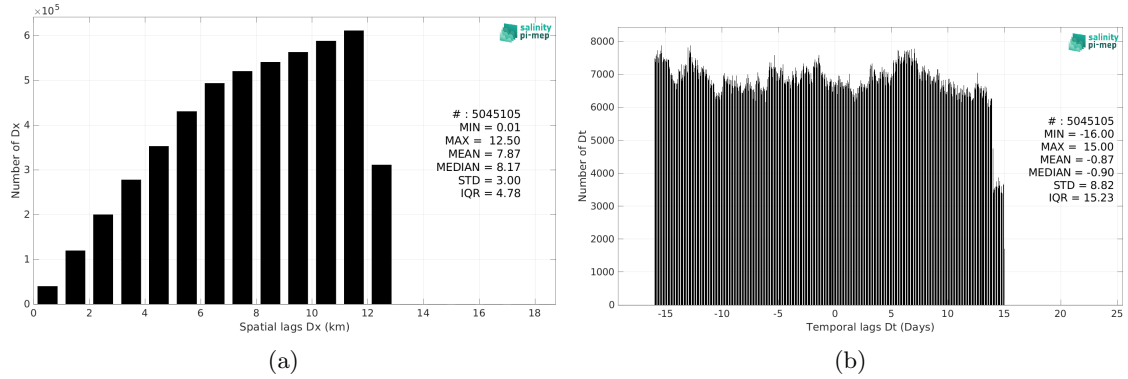 ×10⁵
6
5
4
3
2
1
0
Number of Dx
0 2 4 6 8 10 12 14 16 18
Spatial lags Dx (km)
salinity
pi-mep
# : 5045105
MIN = 0.01
MAX = 12.50
MEAN = 7.87
MEDIAN = 8.17
STD = 3.00
IQR = 4.78
(a)
8000
7000
6000
5000
4000
3000
2000
1000
0
Number of Dt
-15 -10 -5 0 5 10 15 20 25
Temporal lags Dt (Days)
salinity
pi-mep
# : 5045105
MIN = -16.00
MAX = 15.00
MEAN = -0.87
MEDIAN = -0.90
STD = 8.82
IQR = 15.23
(b)